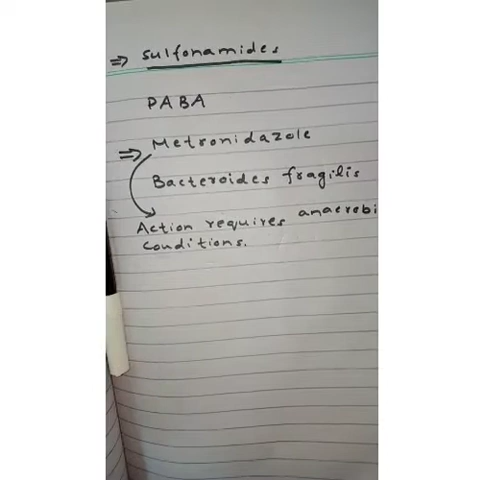 ⇒ Sulfonamides
PABA
⇒ Metronidazole
Bacteroides fragilis
Action requires anaerobi
Conditions.